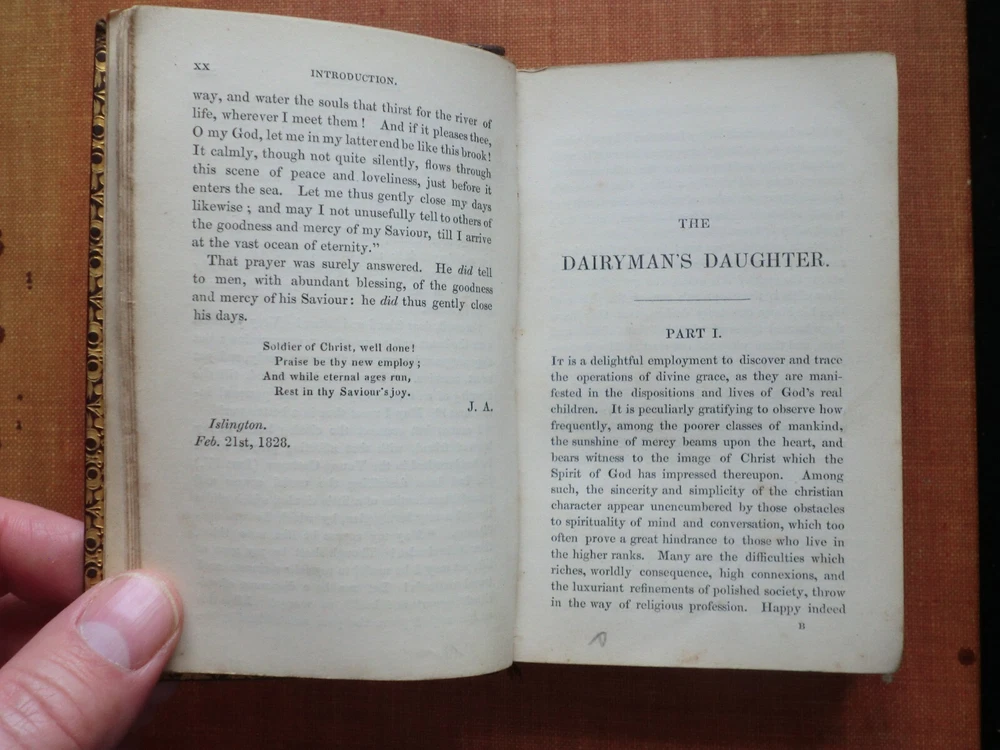 xx
INTRODUCTION.
way, and water the souls that thirst for the river of
life, wherever I meet them! And if it pleases thee,
O my God, let me in my latter end be like this brook!
It calmly, though not quite silently, flows through
this scene of peace and loveliness, just before it
enters the sea. Let me thus gently close my days
likewise; and may I not unusefully tell to others of
the goodness and mercy of my Saviour, till I arrive
at the vast ocean of eternity."
That prayer was surely answered. He did tell
to men, with abundant blessing, of the goodness
and mercy of his Saviour: he did thus gently close
his days.
Soldier of Christ, well done!
Praise be thy new employ;
And while eternal ages run,
Rest in thy Saviour's joy.
J. A.
Islington.
Feb. 21st, 1828.
THE
DAIRYMAN'S DAUGHTER.
PART I.
IT is a delightful employment to discover and trace
the operations of divine grace, as they are mani-
fested in the dispositions and lives of God's real
children. It is peculiarly gratifying to observe how
frequently, among the poorer classes of mankind,
the sunshine of mercy beams upon the heart, and
bears witness to the image of Christ which the
Spirit of God has impressed thereupon. Among
such, the sincerity and simplicity of the christian
character appear unencumbered by those obstacles
to spirituality of mind and conversation, which too
often prove a great hindrance to those who live in
the higher ranks. Many are the difficulties which
riches, worldly consequence, high connexions, and
the luxuriant refinements of polished society, throw
in the way of religious profession. Happy indeed
B